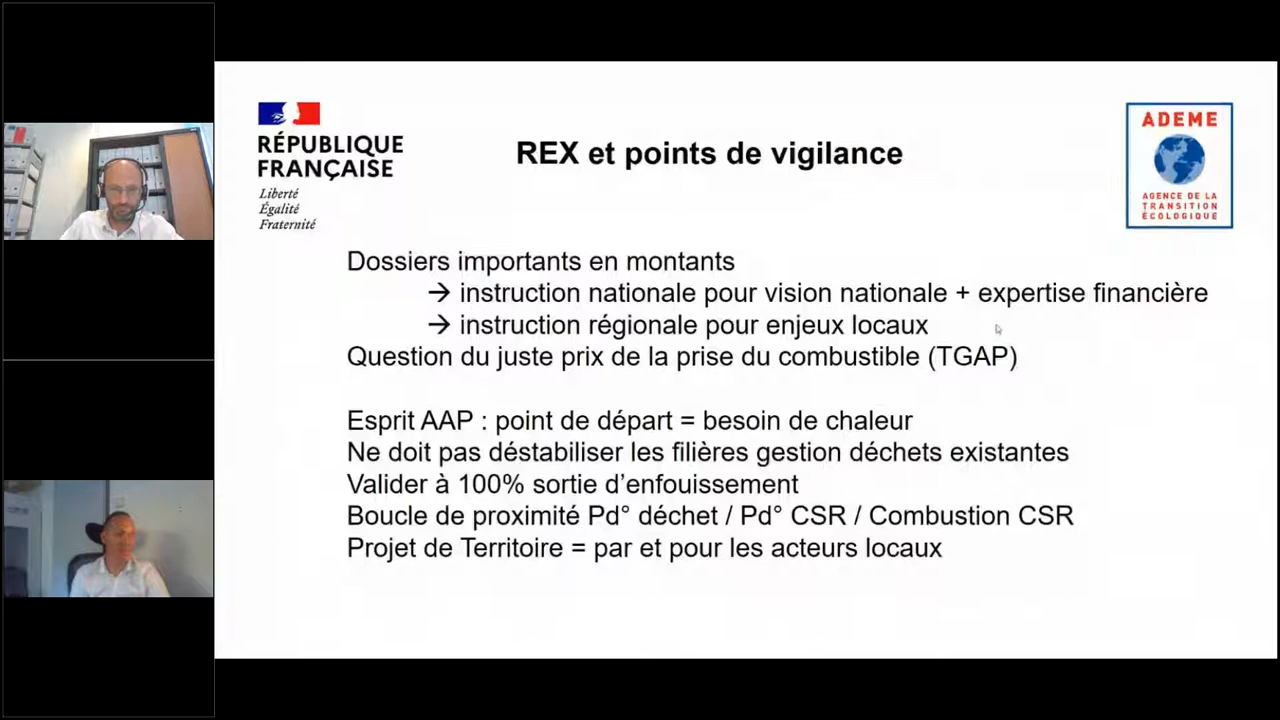 RÉPUBLIQUE
FRANÇAISE
Liberté
Égalité
Fraternité
REX et points de vigilance
ADEME
AGENCE DE LA
TRANSITION
ÉCOLOGIQUE
Dossiers importants en montants
→ instruction nationale pour vision nationale + expertise financière
→ instruction régionale pour enjeux locaux
Question du juste prix de la prise du combustible (TGAP)
Esprit AAP : point de départ = besoin de chaleur
Ne doit pas déstabiliser les filières gestion déchets existantes
Valider à 100% sortie d’enfouissement
Boucle de proximité Pd° déchet / Pd° CSR / Combustion CSR
Projet de Territoire = par et pour les acteurs locaux